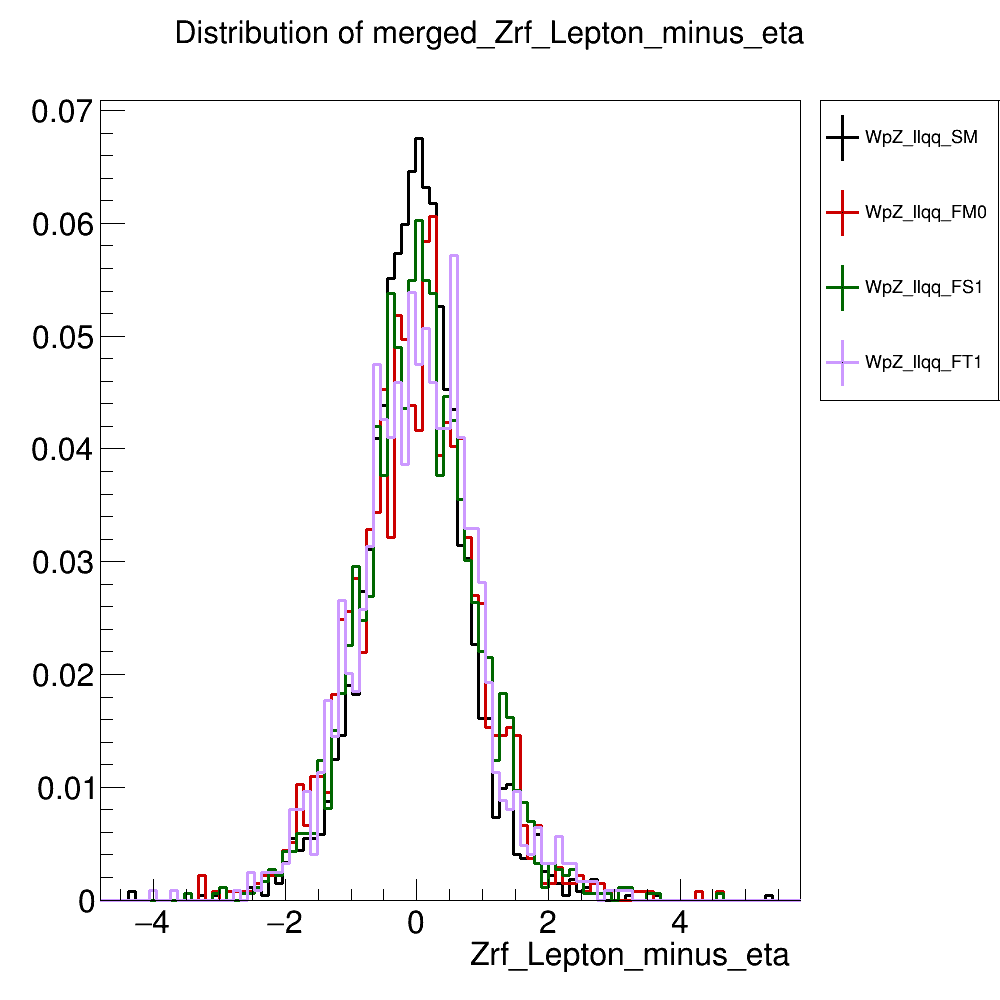 Distribution of merged_Zrf_Lepton_minus_eta
0.07
0.06
0.05
0.04
0.03
0.02
0.01
0
−4
−2
0
2
4
Zrf_Lepton_minus_eta
WpZ_llqq_SM
WpZ_llqq_FM0
WpZ_llqq_FS1
WpZ_llqq_FT1